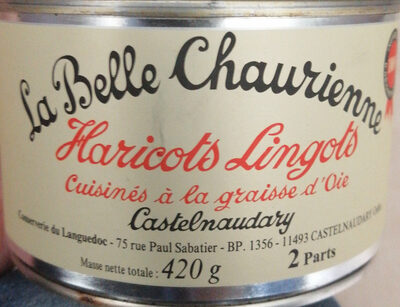 La Belle Chaurienne
Haricots Lingots
Cuisinés à la graisse d'Oie
Castelnaudary
Conserverie du Languedoc - 75 rue Paul Sabatier - BP. 1356 - 11493 CASTELNAUDARY
Masse nette totale : 420 g
2 Parts